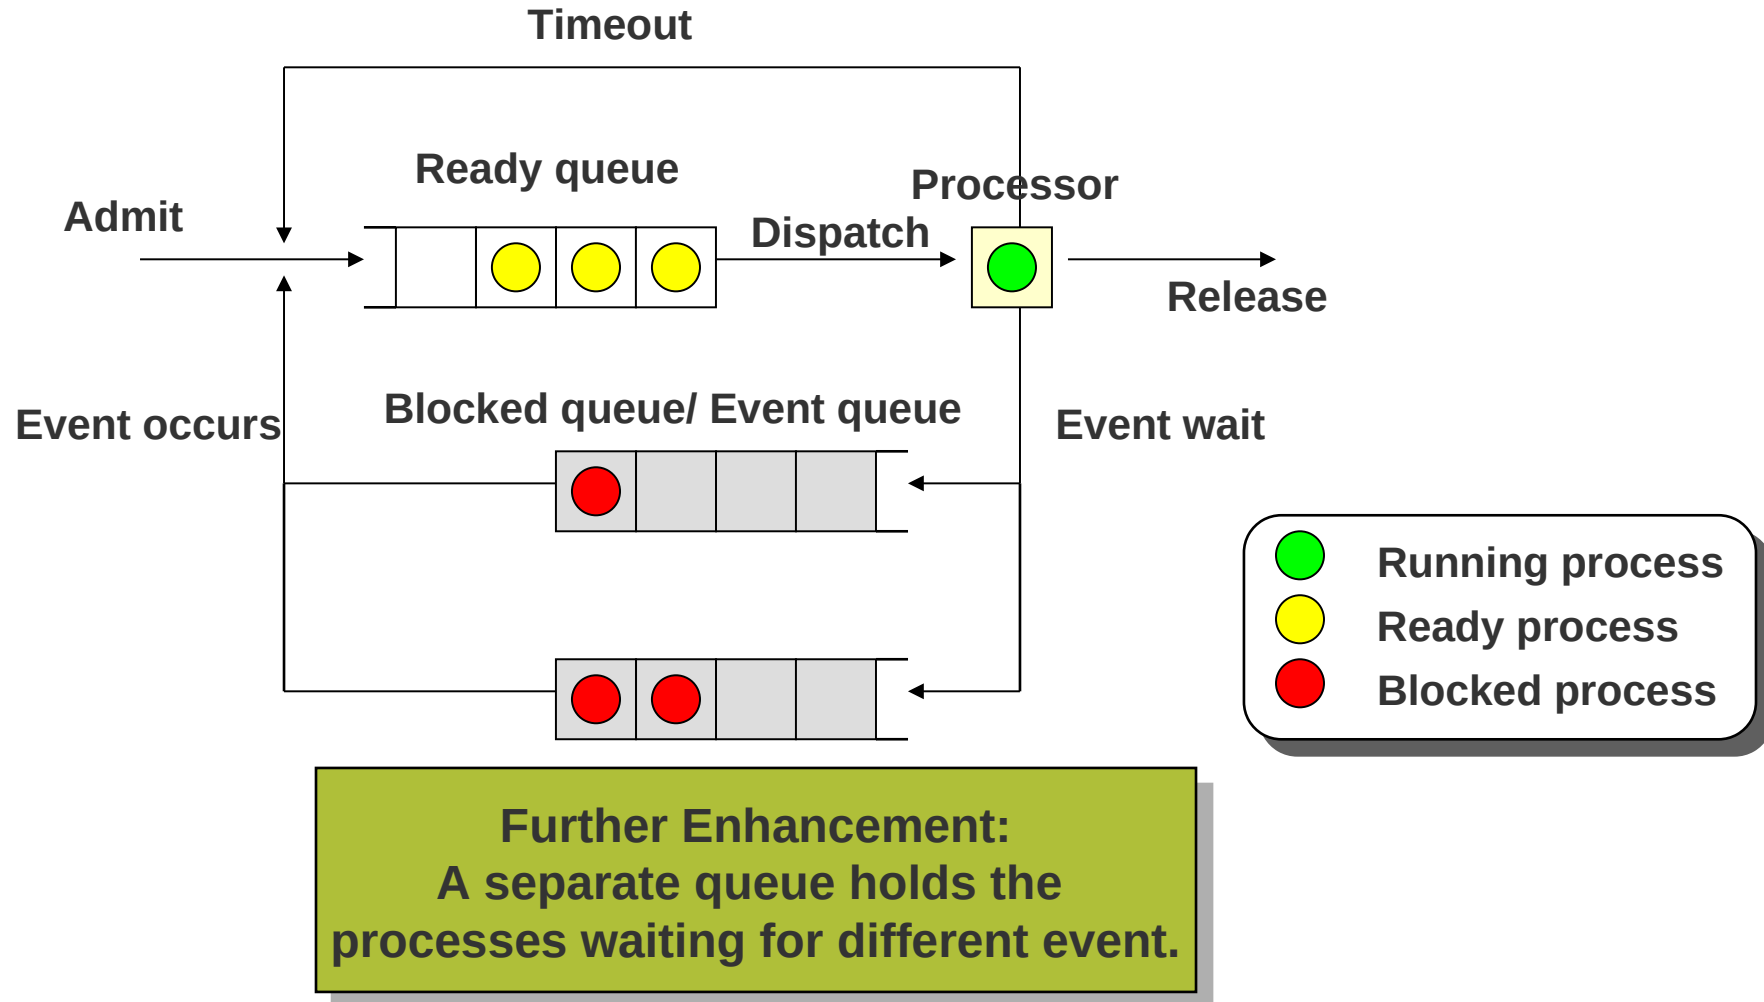 Timeout
Ready queue
Processor
Admit
Dispatch
Release
Event occurs
Blocked queue/ Event queue
Event wait
Running process
Ready process
Blocked process
Further Enhancement:
A separate queue holds the
processes waiting for different event.